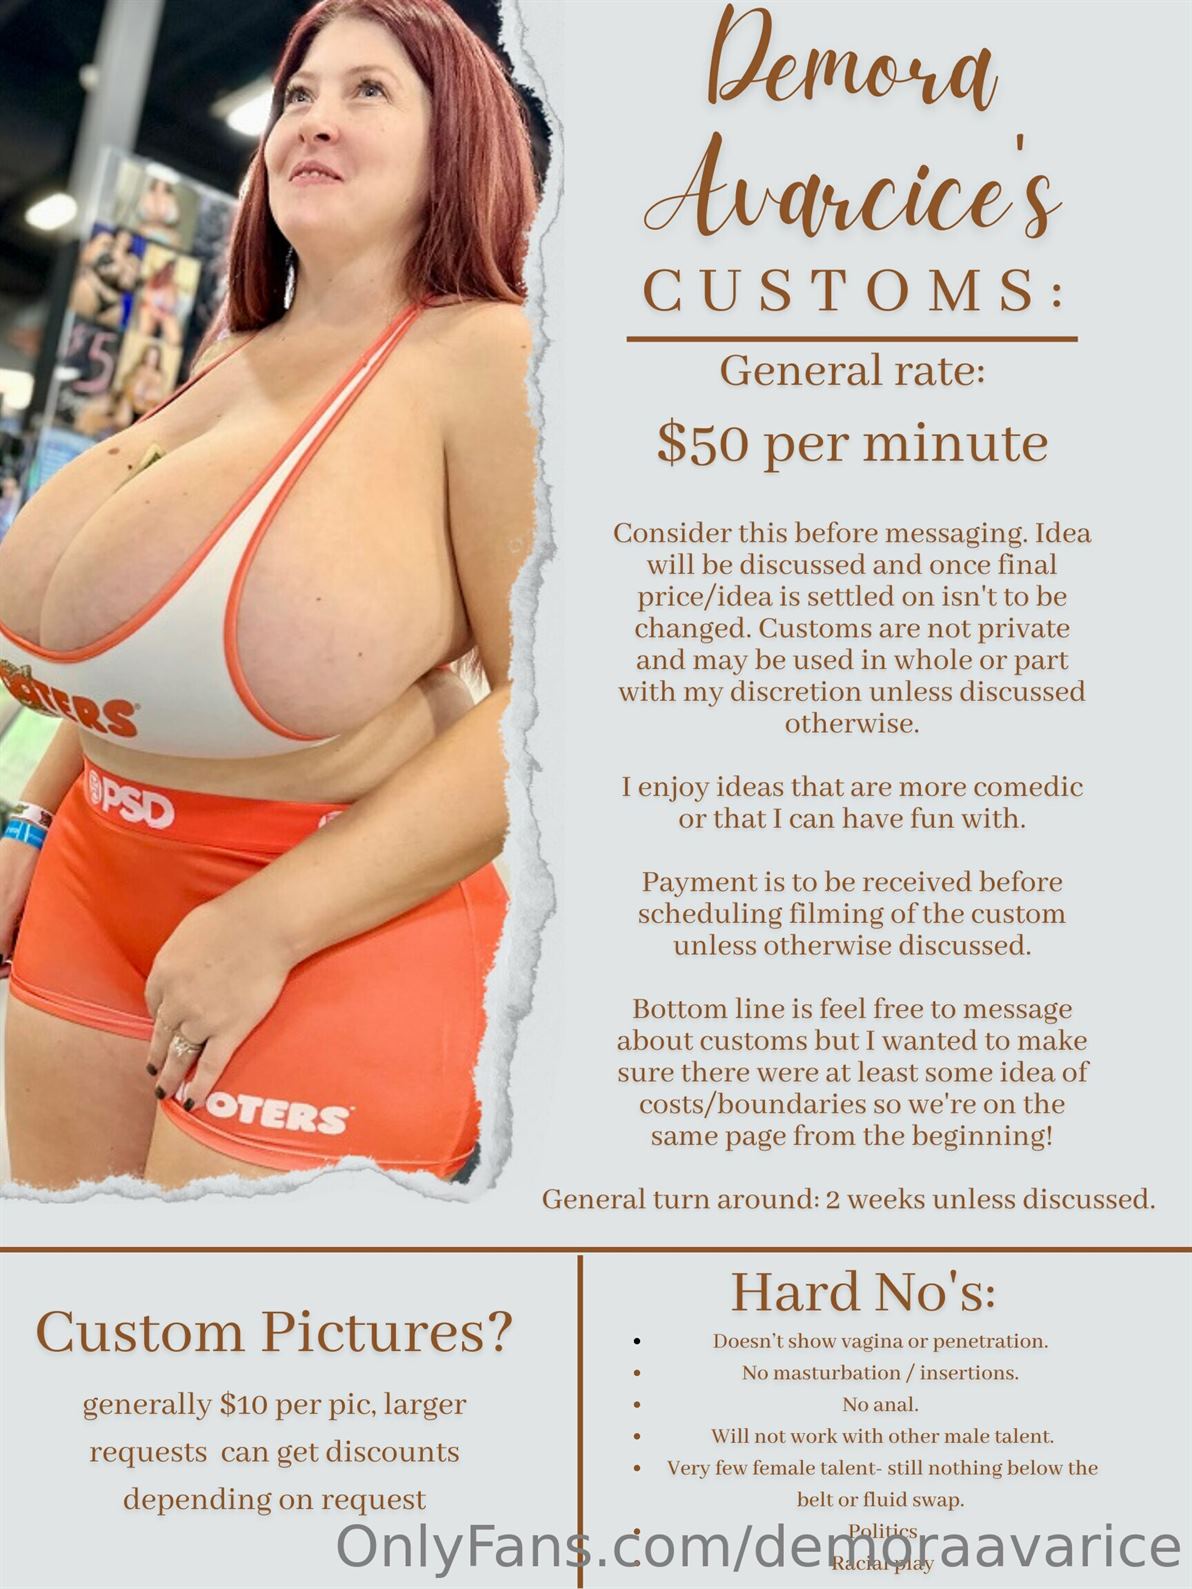 Demora
Avarcice's
CUSTOMS:
General rate:
$50 per minute
Consider this before messaging. Idea
will be discussed and once final
price/idea is settled on isn't to be
changed. Customs are not private
and may be used in whole or part
with my discretion unless discussed
otherwise.
I enjoy ideas that are more comedic
or that I can have fun with.
Payment is to be received before
scheduling filming of the custom
unless otherwise discussed.
Bottom line is feel free to message
about customs but I wanted to make
sure there were at least some idea of
costs/boundaries so we're on the
same page from the beginning!
General turn around: 2 weeks unless discussed.
5
OTERS
PSD
OTERS
Custom Pictures?
generally $10 per pic, larger
requests can get discounts
depending on request
Hard No's:
• Doesn't show vagina or penetration.
• No masturbation / insertions.
• No anal.
• Will not work with other male talent.
• Very few female talent- still nothing below the
belt or fluid swap.
• Politics
• Racial play
OnlyFans.com/demoraavarice